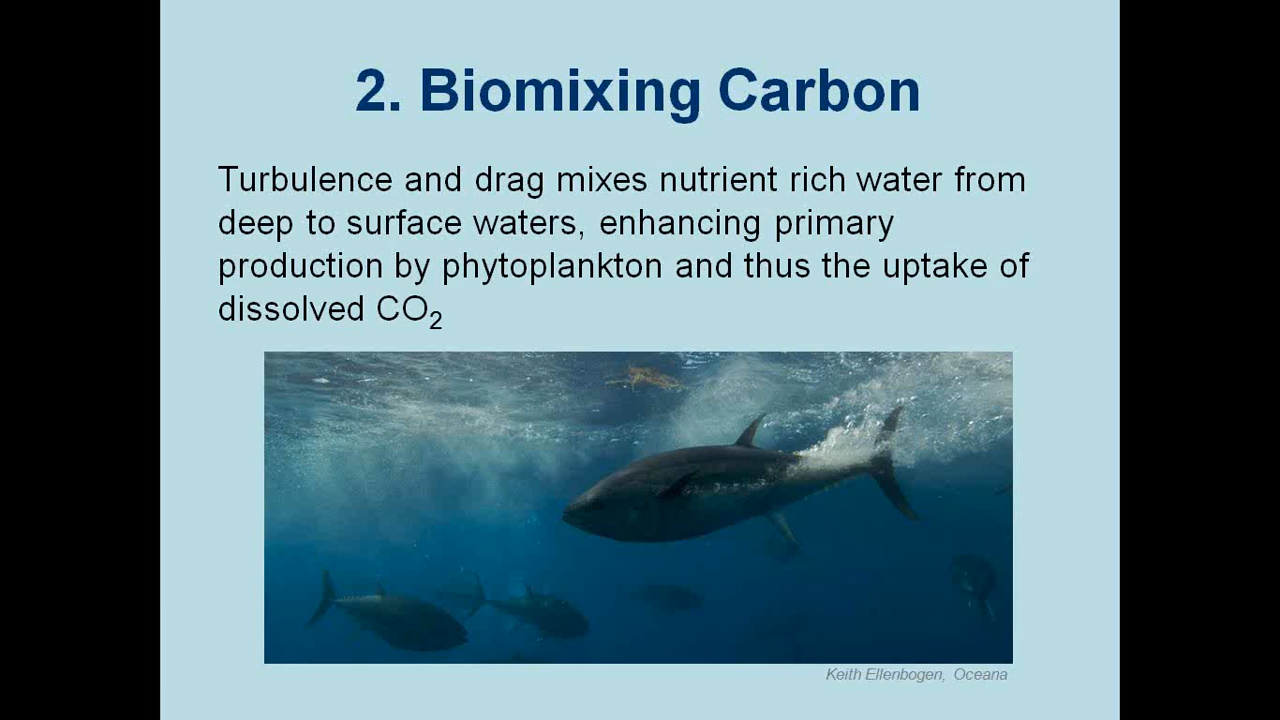 2. Biomixing Carbon
Turbulence and drag mixes nutrient rich water from
deep to surface waters, enhancing primary
production by phytoplankton and thus the uptake of
dissolved CO₂
Keith Ellenbogen, Oceana